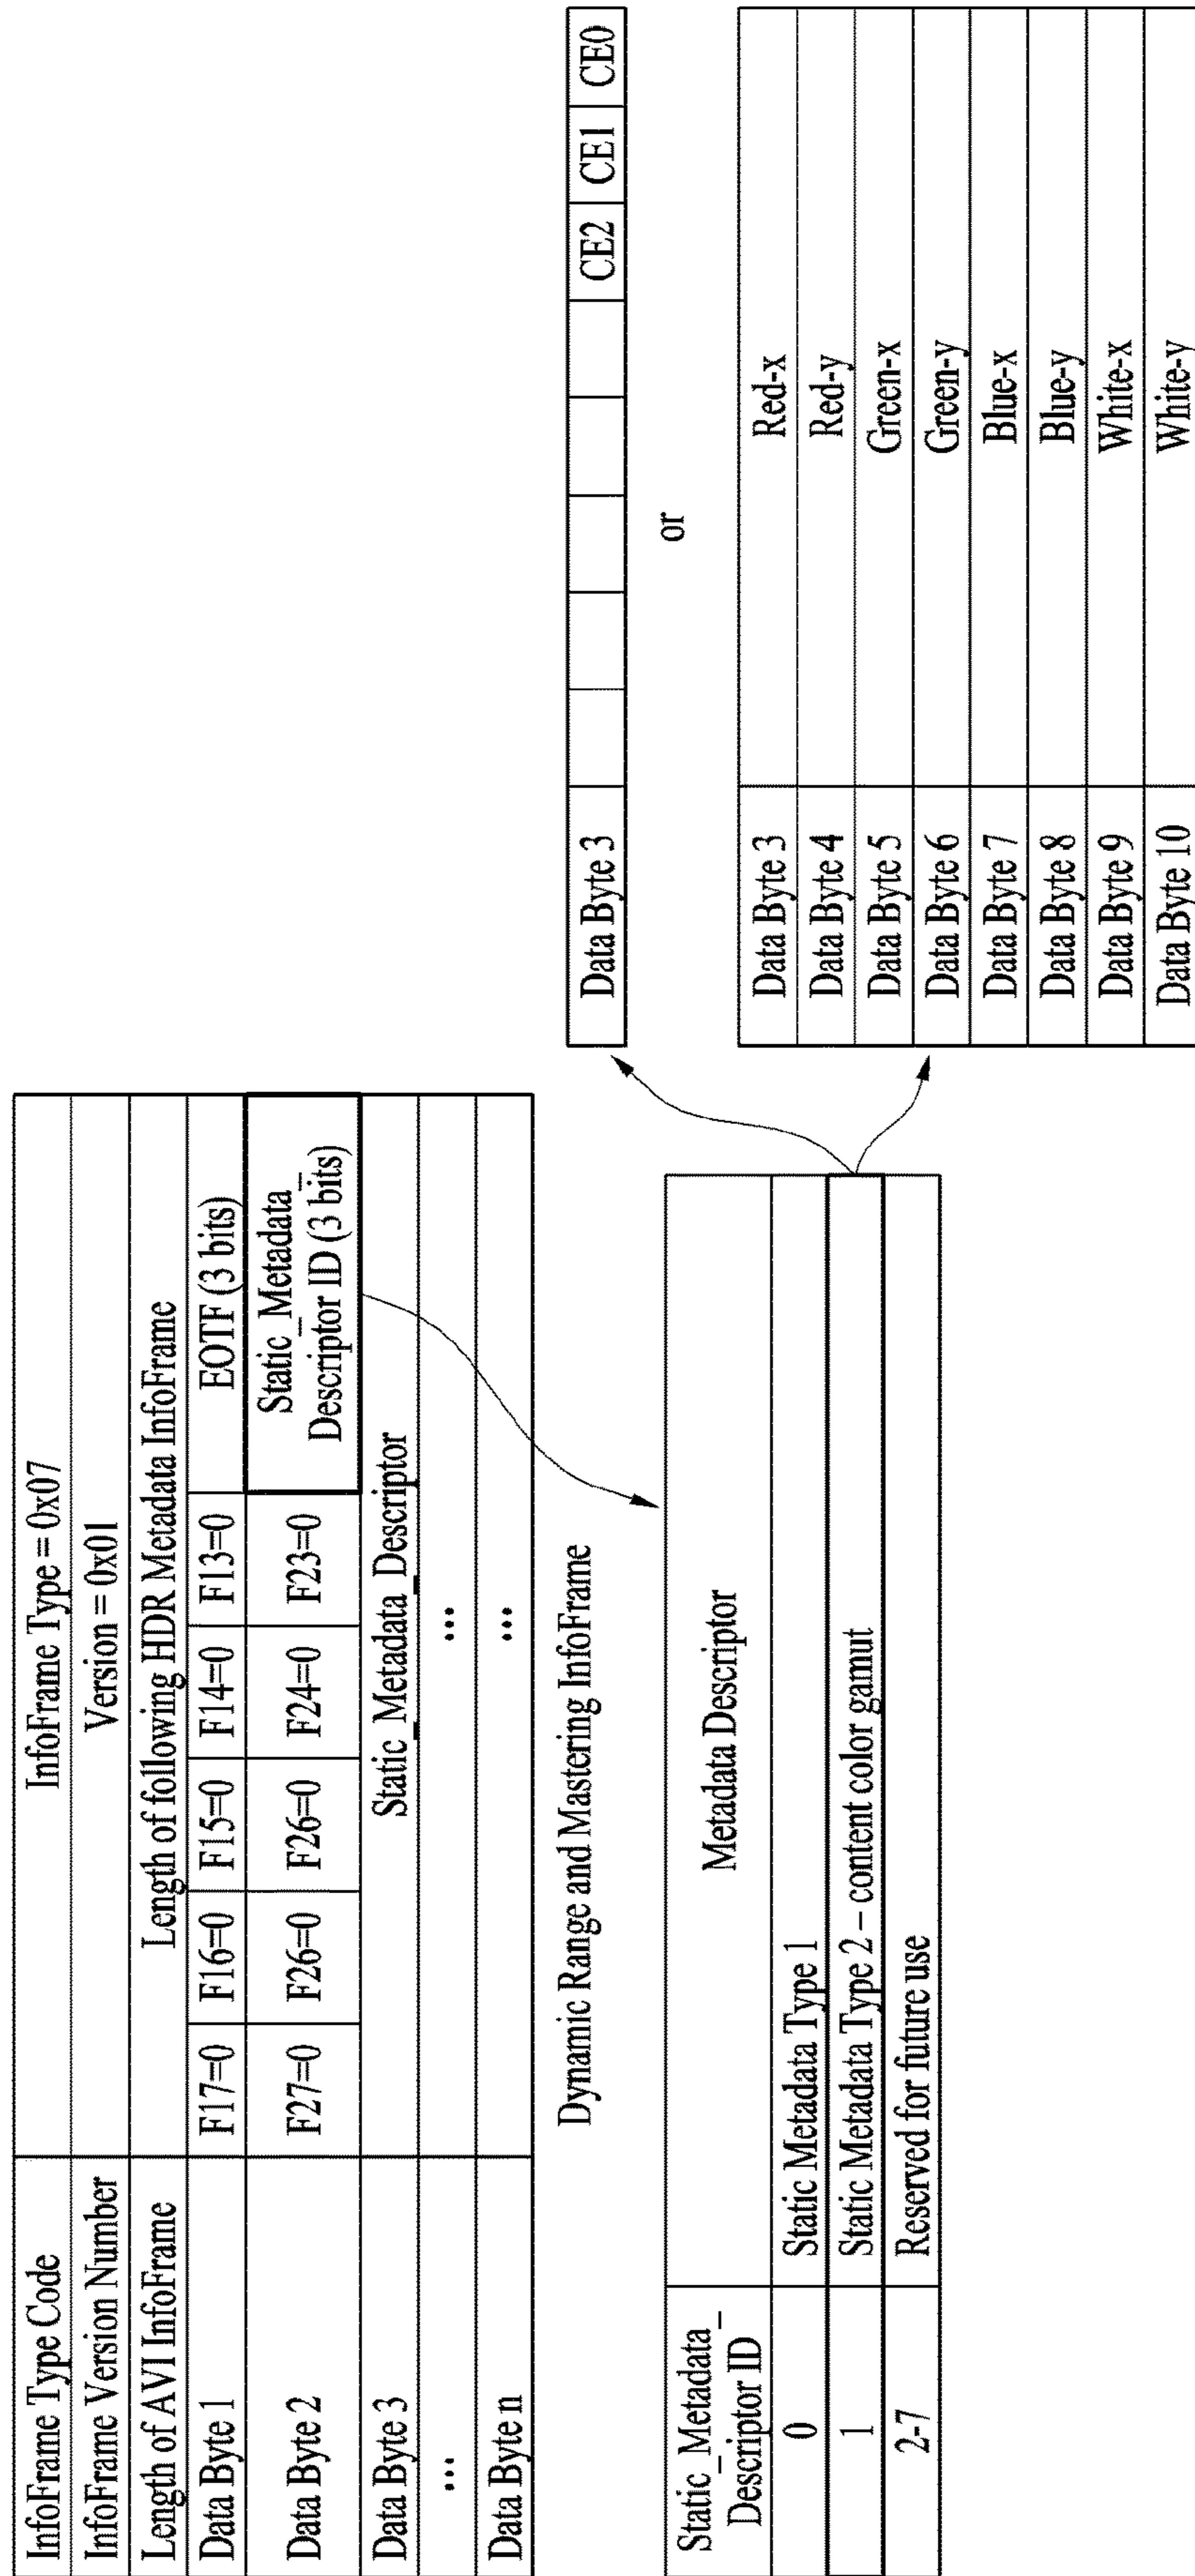 InfoFrame Type Code InfoFrame Type = 0x07
InfoFrame Version Number Version = 0x01
Length of AVI InfoFrame Length of following HDR Metadata InfoFrame
Data Byte 1 F17=0 F16=0 F15=0 F14=0 F13=0 EOTF (3 bits)
Data Byte 2 F27=0 F26=0 F26=0 F24=0 F23=0 Static_Metadata_
Descriptor ID (3 bits)
Data Byte 3 Static_Metadata_Descriptor
... ...
Data Byte n ...
Dynamic Range and Mastering InfoFrame
Static_Metadata_
Descriptor ID Metadata Descriptor
0 Static Metadata Type 1
1 Static Metadata Type 2 – content color gamut
2-7 Reserved for future use
Data Byte 3 CE2 CE1 CE0
or
Data Byte 3 Red-x
Data Byte 4 Red-y
Data Byte 5 Green-x
Data Byte 6 Green-y
Data Byte 7 Blue-x
Data Byte 8 Blue-y
Data Byte 9 White-x
Data Byte 10 White-y